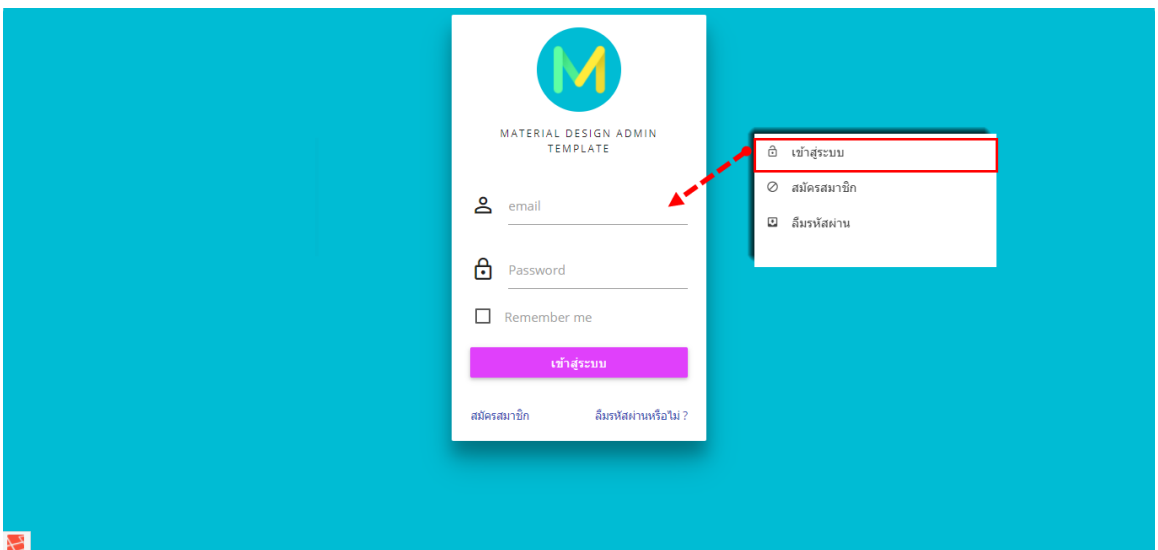 MATERIAL DESIGN ADMIN
TEMPLATE
email
Password
Remember me
เข้าสู่ระบบ
สมัครสมาชิก
ลืมรหัสผ่านหรือไม่ ?
เข้าสู่ระบบ
สมัครสมาชิก
ลืมรหัสผ่าน